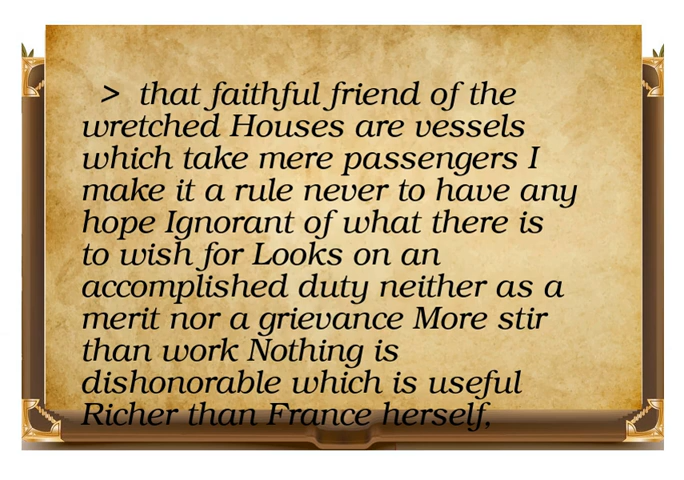 > that faithful friend of the
wretched Houses are vessels
which take mere passengers I
make it a rule never to have any
hope Ignorant of what there is
to wish for Looks on an
accomplished duty neither as a
merit nor a grievance More stir
than work Nothing is
dishonorable which is useful
Richer than France herself,